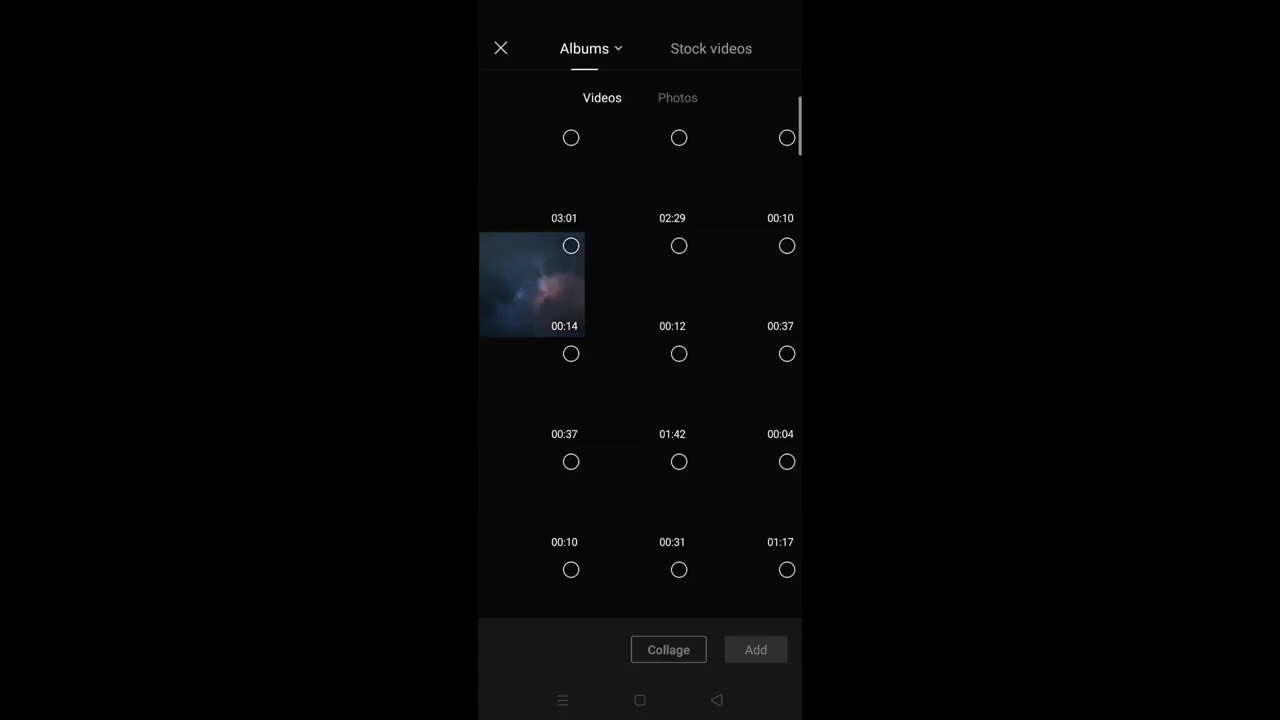 Albums Stock videos
Videos Photos
03:01 02:29 00:10
00:14 00:12 00:37
00:37 01:42 00:04
00:10 00:31 01:17
Collage Add